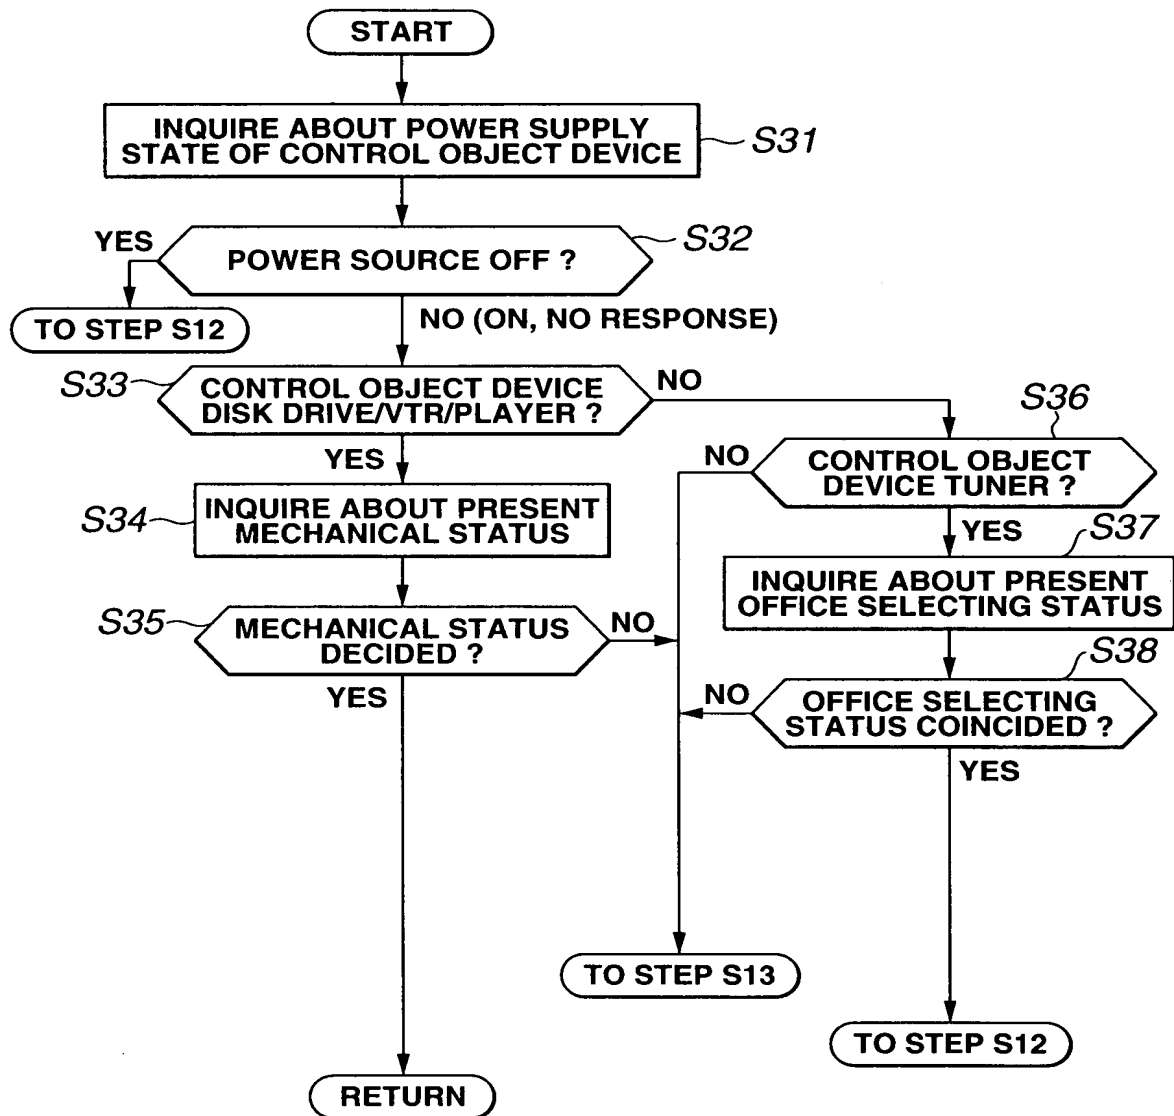 START
INQUIRE ABOUT POWER SUPPLY
STATE OF CONTROL OBJECT DEVICE
S31
YES
POWER SOURCE OFF ?
S32
TO STEP S12
NO (ON, NO RESPONSE)
S33
CONTROL OBJECT DEVICE
DISK DRIVE/VTR/PLAYER ?
NO
YES
S36
NO
CONTROL OBJECT
DEVICE TUNER ?
YES
S34
INQUIRE ABOUT PRESENT
MECHANICAL STATUS
S37
INQUIRE ABOUT PRESENT
OFFICE SELECTING STATUS
S35
MECHANICAL STATUS
DECIDED ?
NO
YES
S38
NO
OFFICE SELECTING
STATUS COINCIDED ?
YES
TO STEP S13
TO STEP S12
RETURN